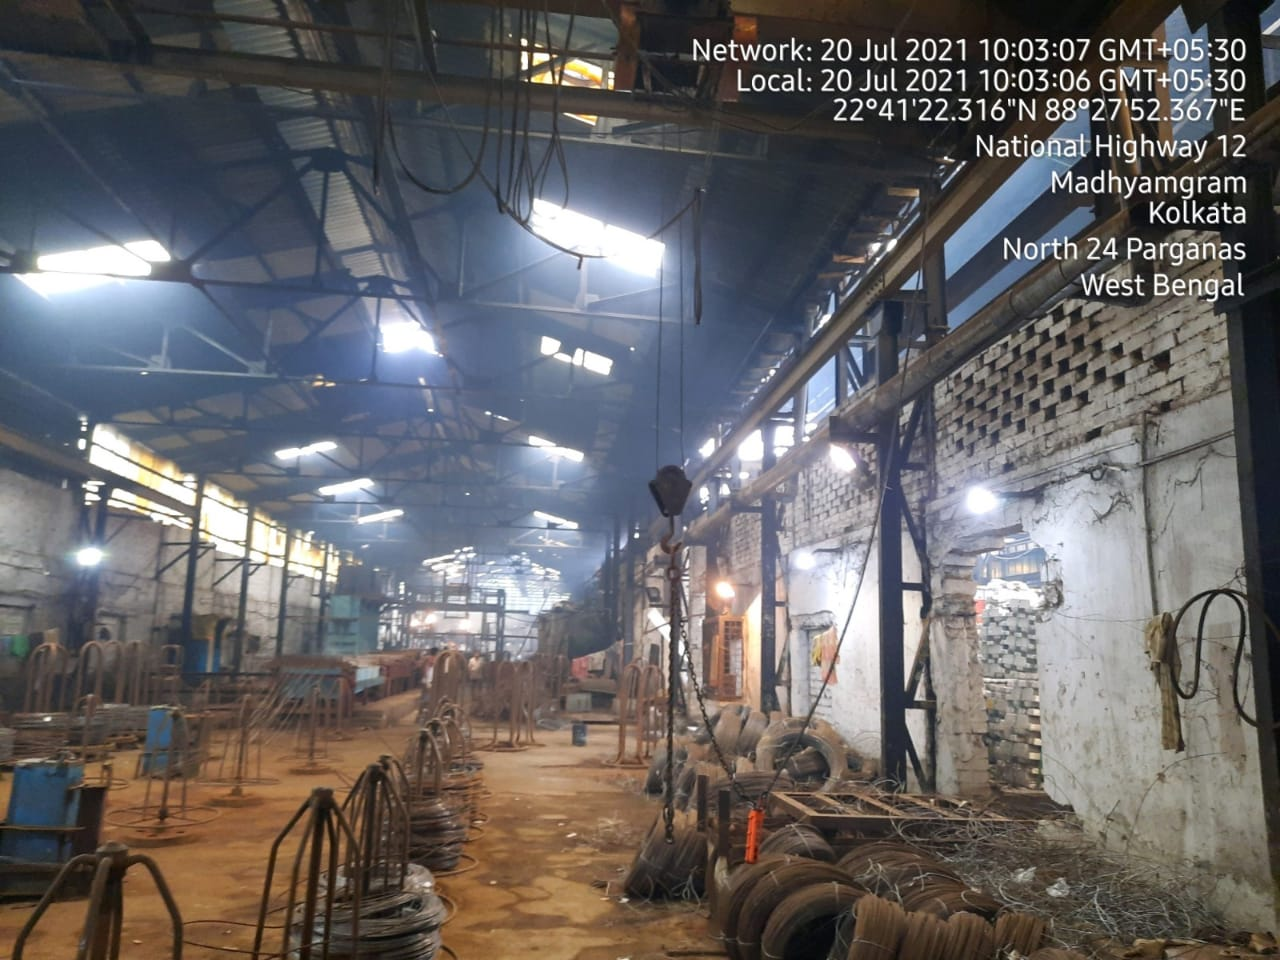 Network: 20 Jul 2021 10:03:07 GMT+05:30
Local: 20 Jul 2021 10:03:06 GMT+05:30
22°41'22.316"N 88°27'52.367"E
National Highway 12
Madhyamgram
Kolkata
North 24 Parganas
West Bengal